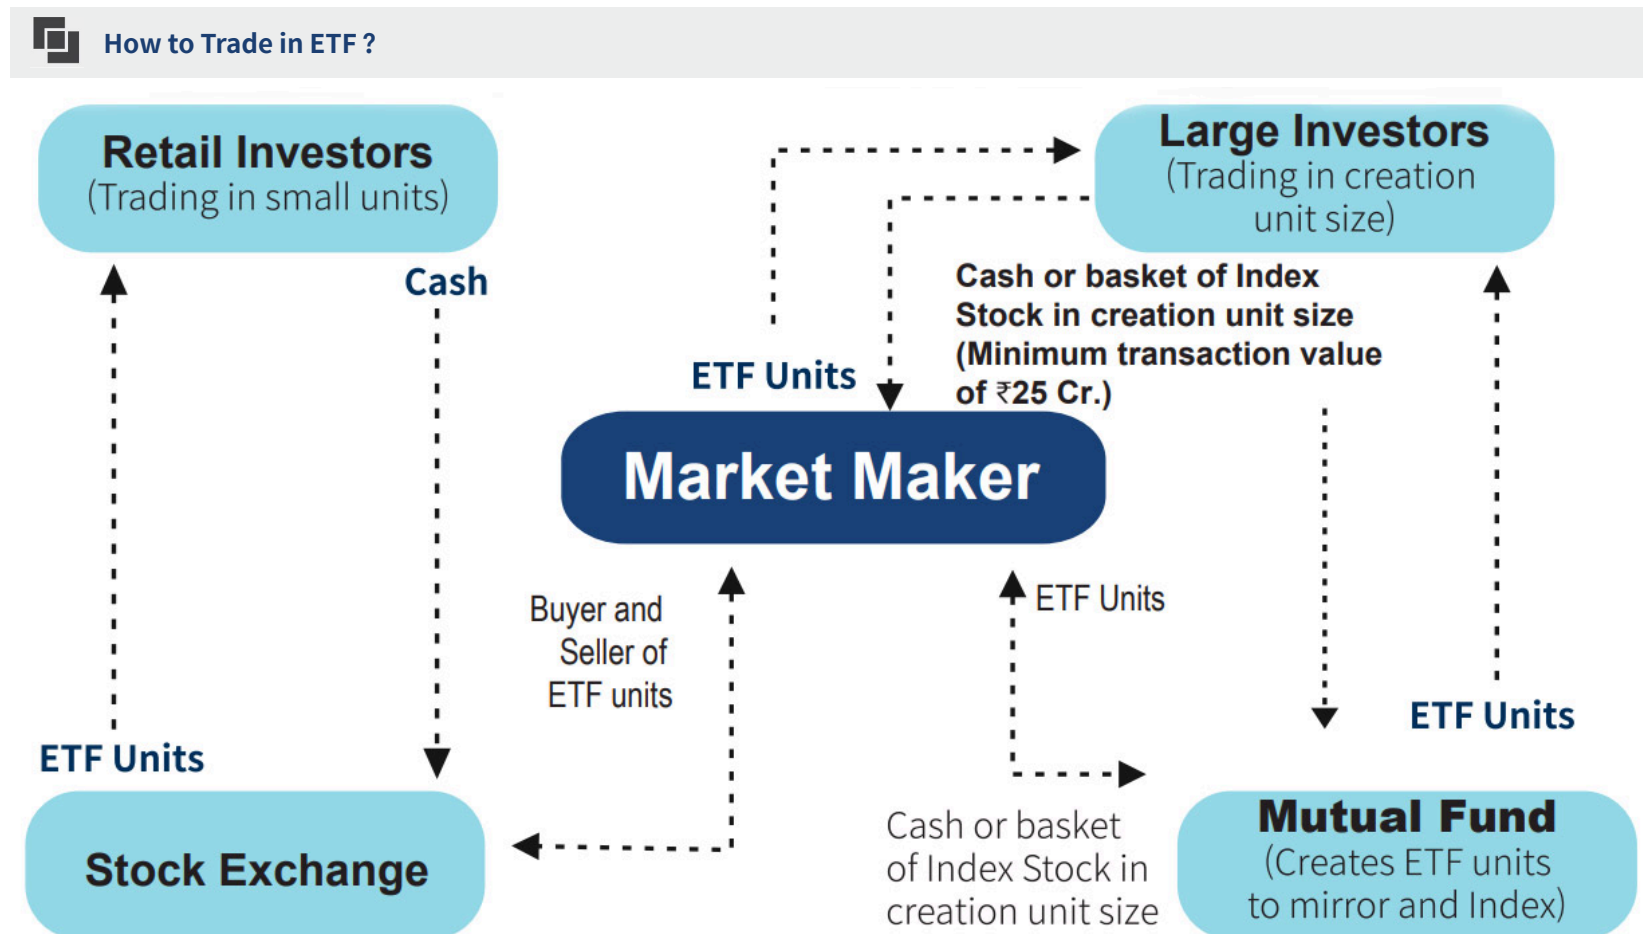 How to Trade in ETF ?
Retail Investors
(Trading in small units)
Large Investors
(Trading in creation
unit size)
Cash
Cash or basket of Index
Stock in creation unit size
(Minimum transaction value
of ₹25 Cr.)
ETF Units
Market Maker
Buyer and
Seller of
ETF units
ETF Units
ETF Units
ETF Units
Stock Exchange
Cash or basket
of Index Stock in
creation unit size
Mutual Fund
(Creates ETF units
to mirror and Index)